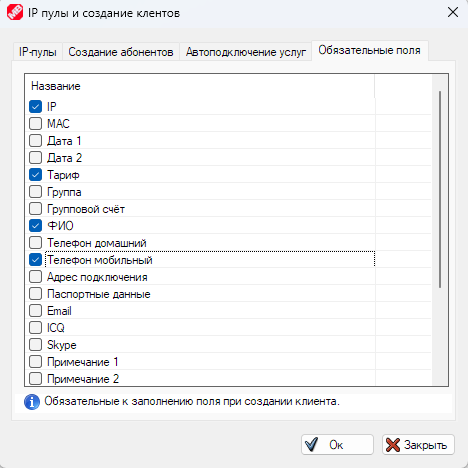 IP пулы и создание клентов
IP-пулы Создание абонентов Автоподключение услуг Обязательные поля
Название
IP
MAC
Дата 1
Дата 2
Тариф
Группа
Групповой счёт
ФИО
Телефон домашний
Телефон мобильный
Адрес подключения
Паспортные данные
Email
ICQ
Skype
Примечание 1
Примечание 2
Обязательные к заполнению поля при создании клиента.
Ок Закрыть